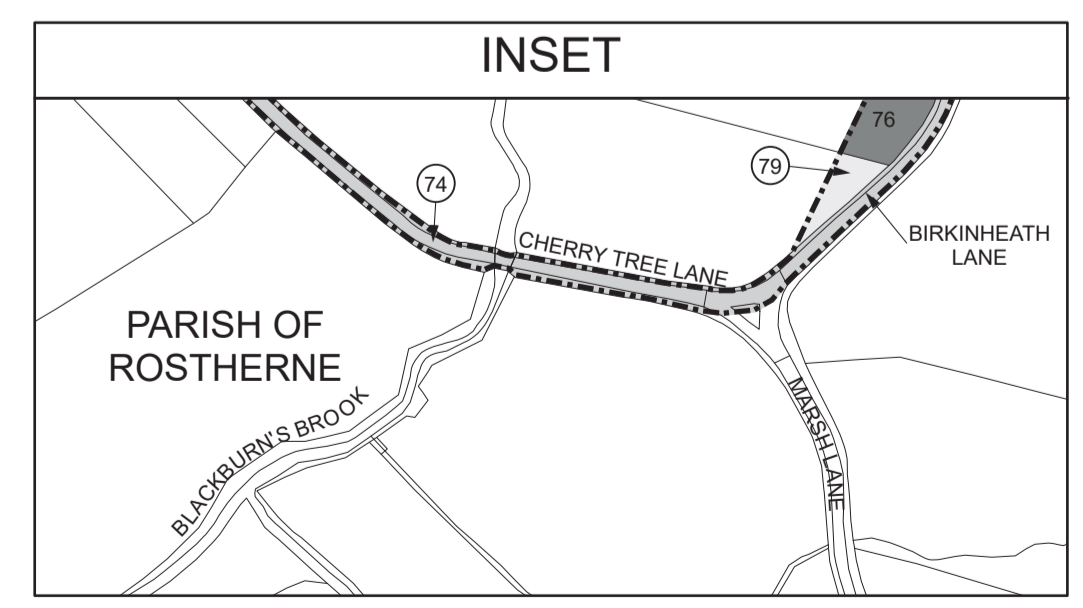 INSET
76
79
74
BIRKINHEATH
LANE
CHERRY TREE LANE
PARISH OF
ROSTHERNE
BLACKBURN'S BROOK
MARSH LANE